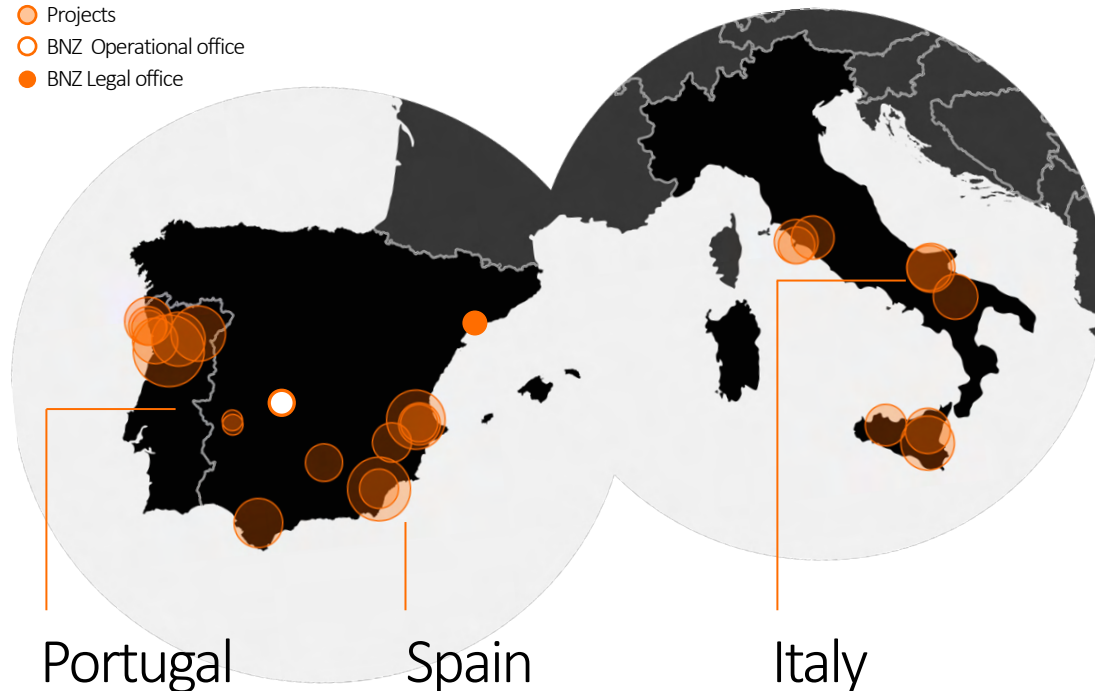 Projects
BNZ Operational office
BNZ Legal office
Portugal
Spain
Italy